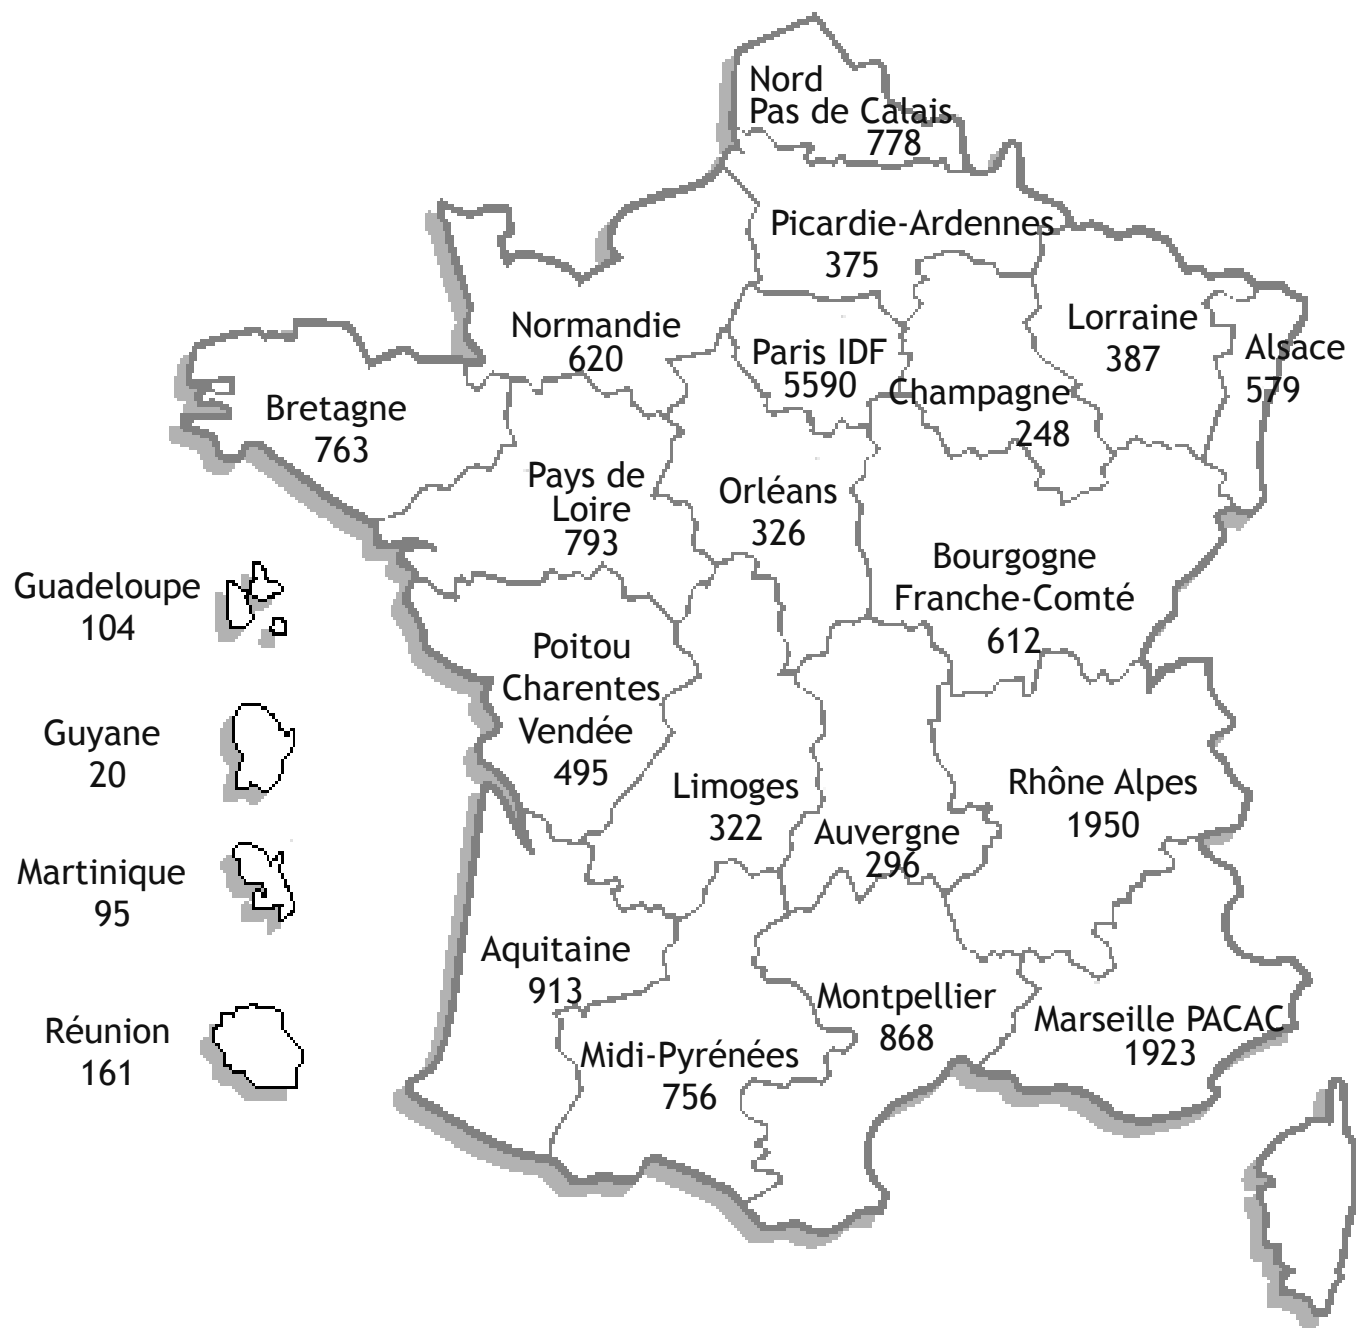 Nord
Pas de Calais
778
Picardie-Ardennes
375
Normandie
620
Paris IDF
5590
Champagne
248
Lorraine
387
Alsace
579
Bretagne
763
Pays de
Loire
793
Orléans
326
Bourgogne
Franche-Comté
612
Guadeloupe
104
Poitou
Charentes
Vendée
495
Guyane
20
Limoges
322
Auvergne
296
Rhône Alpes
1950
Martinique
95
Aquitaine
913
Montpellier
868
Marseille PACAC
1923
Réunion
161
Midi-Pyrénées
756